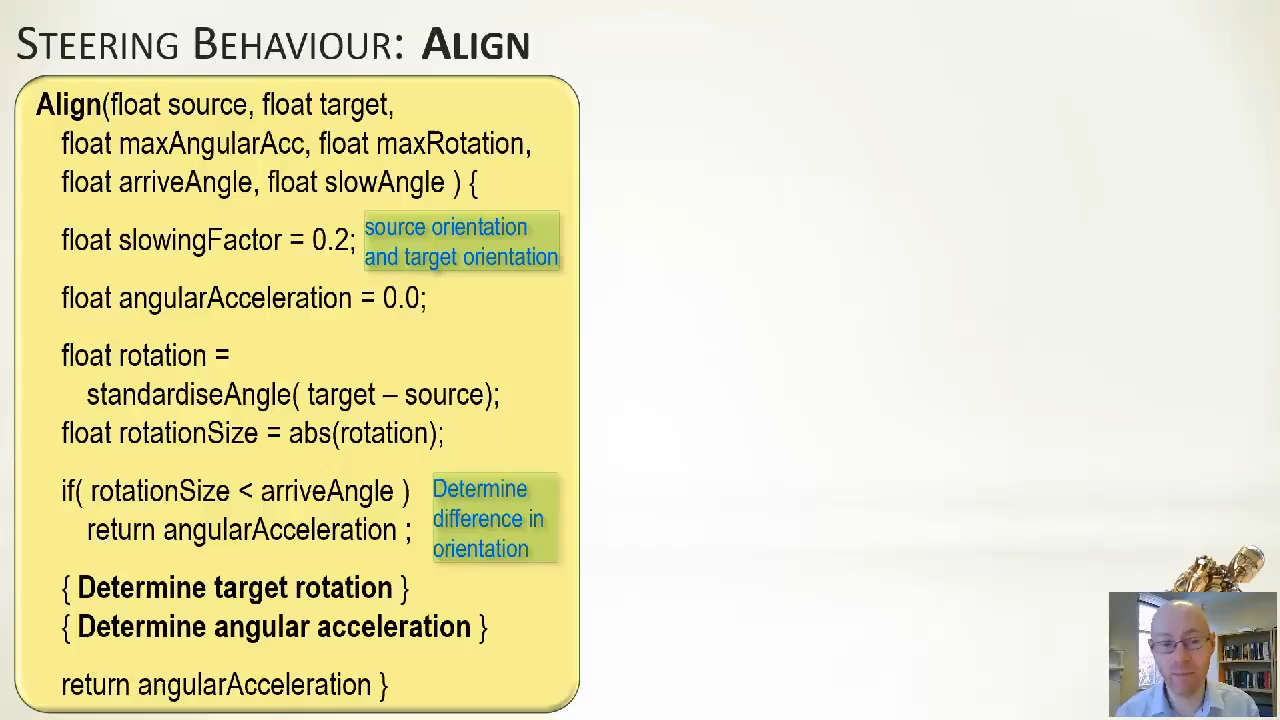 STEERING BEHAVIOUR: ALIGN
Align(float source, float target,
float maxAngularAcc, float maxRotation,
float arriveAngle, float slowAngle ) {
float slowingFactor = 0.2;
source orientation
and target orientation
float angularAcceleration = 0.0;
float rotation =
standardiseAngle( target – source);
float rotationSize = abs(rotation);
if( rotationSize < arriveAngle )
return angularAcceleration ;
Determine
difference in
orientation
{ Determine target rotation }
{ Determine angular acceleration }
return angularAcceleration }